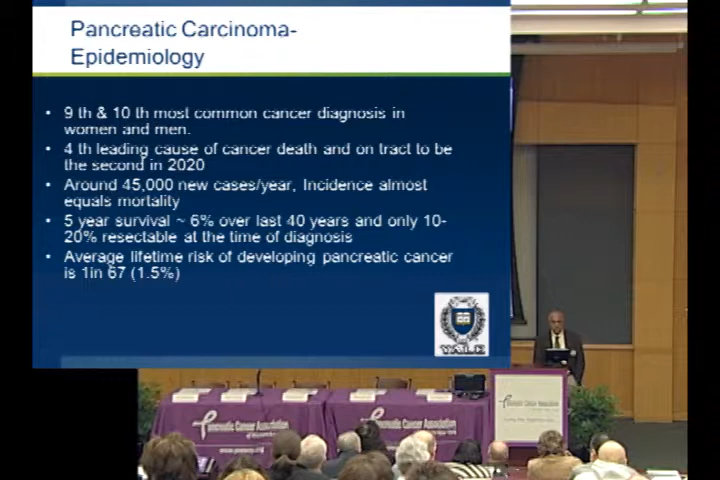 Pancreatic Carcinoma-
Epidemiology
• 9 th & 10 th most common cancer diagnosis in
women and men.
• 4 th leading cause of cancer death and on tract to be
the second in 2020
• Around 45,000 new cases/year, Incidence almost
equals mortality
• 5 year survival ~ 6% over last 40 years and only 10-
20% resectable at the time of diagnosis
• Average lifetime risk of developing pancreatic cancer
is 1in 67 (1.5%)
YALE
Pancreatic Cancer Association
Pancreatic Cancer Association
Pancreatic Cancer Association